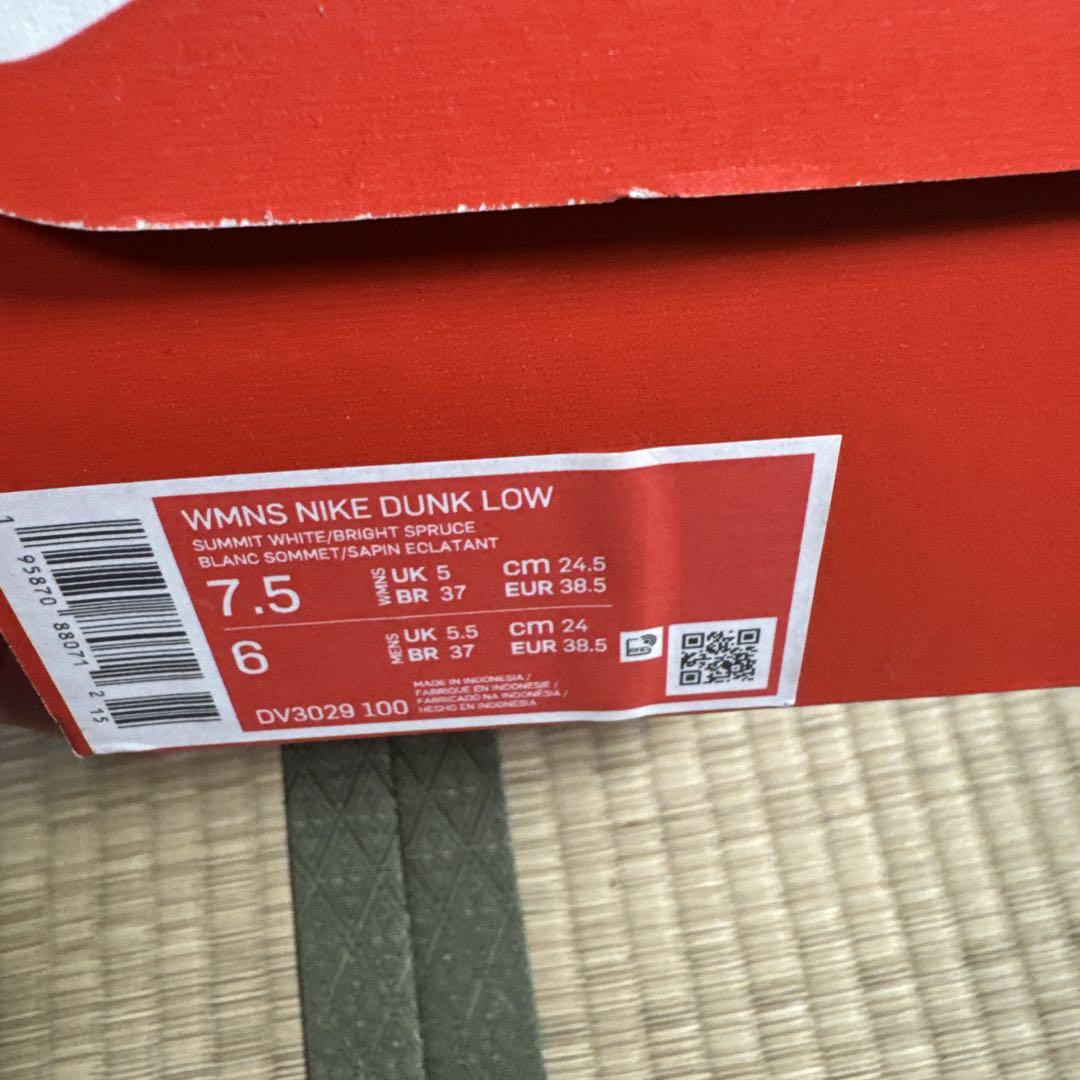 WMNS NIKE DUNK LOW
SUMMIT WHITE/BRIGHT SPRUCE
BLANC SOMMET/SAPIN ECLATANT
7.5 WMNS UK 5 cm 24.5
BR 37 EUR 38.5
6 MENS UK 5.5 cm 24
BR 37 EUR 38.5
DV3029 100
MADE IN INDONESIA /
FABRIQUE EN INDONESIE /
FABRICADO NA INDONÉSIA /
HECHO EN INDONESIA
1 95870 88071 2 15